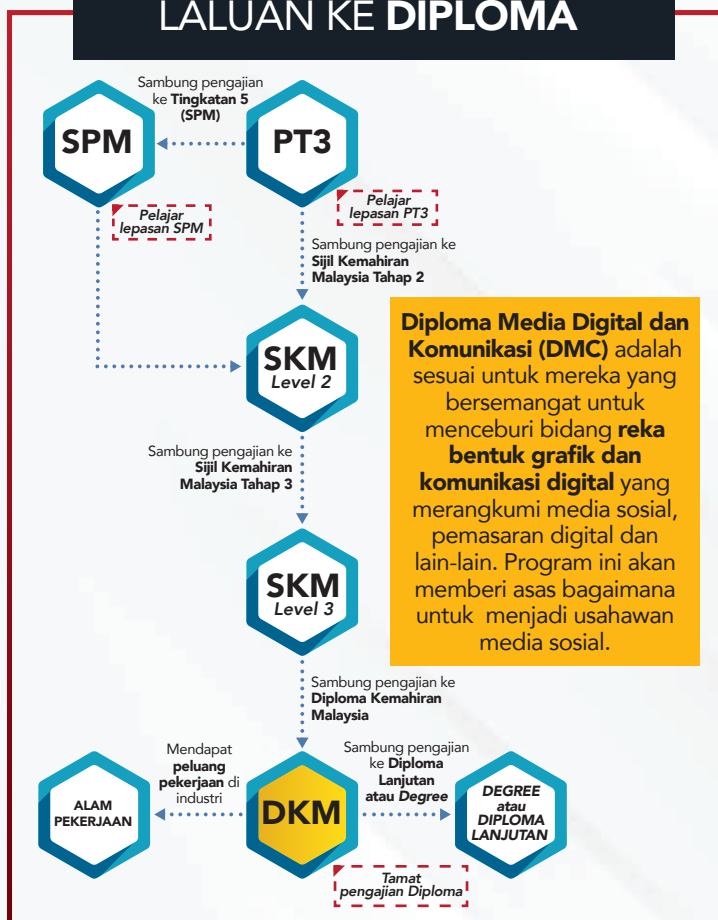 LALUAN KE DIPLOMA
Sambung pengajian
ke Tingkatan 5
(SPM)
SPM
PT3
Pelajar
lepasan SPM
Pelajar
lepasan PT3
Sambung pengajian ke
Sijil Kemahiran
Malaysia Tahap 2
SKM
Level 2
Diploma Media Digital dan
Komunikasi (DMC) adalah
sesuai untuk mereka yang
bersemangat untuk
menceburi bidang reka
bentuk grafik dan
komunikasi digital yang
merangkumi media sosial,
pemasaran digital dan
lain-lain. Program ini akan
memberi asas bagaimana
untuk menjadi usahawan
media sosial.
Sambung pengajian ke
Sijil Kemahiran
Malaysia Tahap 3
SKM
Level 3
Sambung pengajian ke
Diploma Kemahiran
Malaysia
Mendapat
peluang
pekerjaan di
industri
Sambung pengajian
ke Diploma
Lanjutan
atau Degree
ALAM
PEKERJAAN
DKM
DEGREE
atau
DIPLOMA
LANJUTAN
Tamat
pengajian Diploma